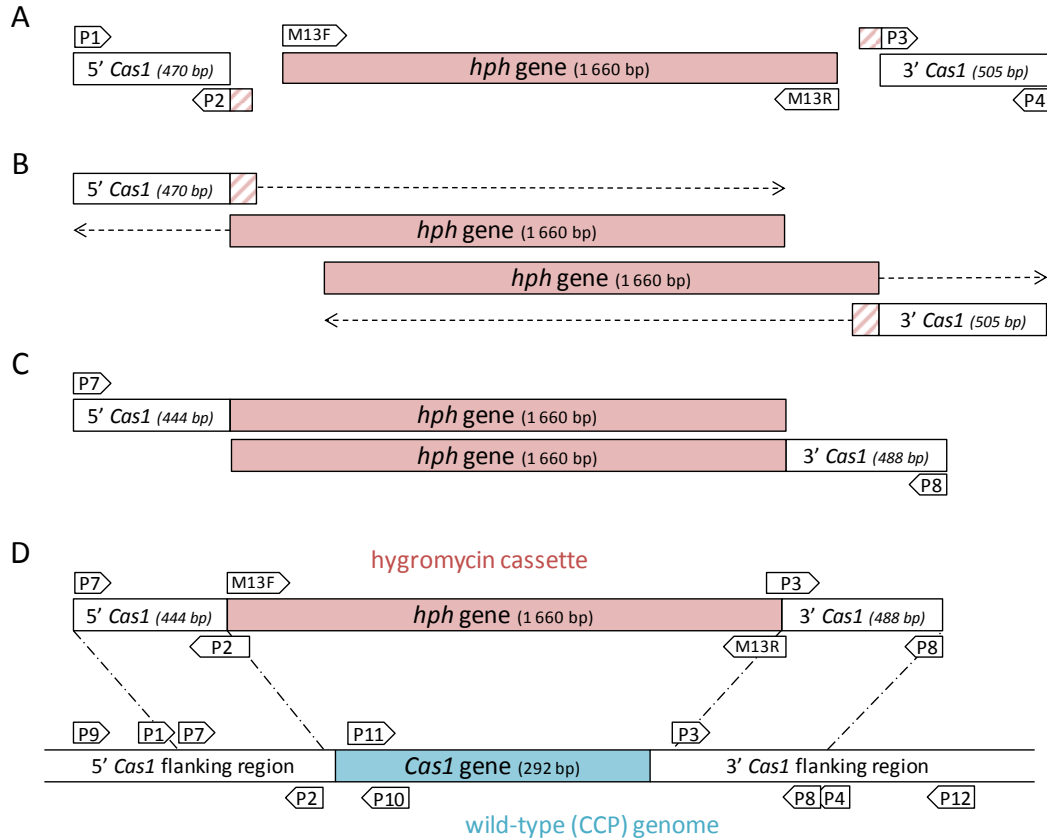 A
P1 M13F P3
5' Cas1 (470 bp) hph gene (1 660 bp) 3' Cas1 (505 bp)
P2 M13R P4
B
5' Cas1 (470 bp)
hph gene (1 660 bp)
hph gene (1 660 bp)
3' Cas1 (505 bp)
C
P7
5' Cas1 (444 bp) hph gene (1 660 bp)
hph gene (1 660 bp) 3' Cas1 (488 bp)
P8
D
hygromycin cassette
P7 M13F P3
5' Cas1 (444 bp) hph gene (1 660 bp) 3' Cas1 (488 bp)
P2 M13R P8
P9 P1 P7 P11 P3
5' Cas1 flanking region Cas1 gene (292 bp) 3' Cas1 flanking region
P2 P10 P8 P4 P12
wild-type (CCP) genome